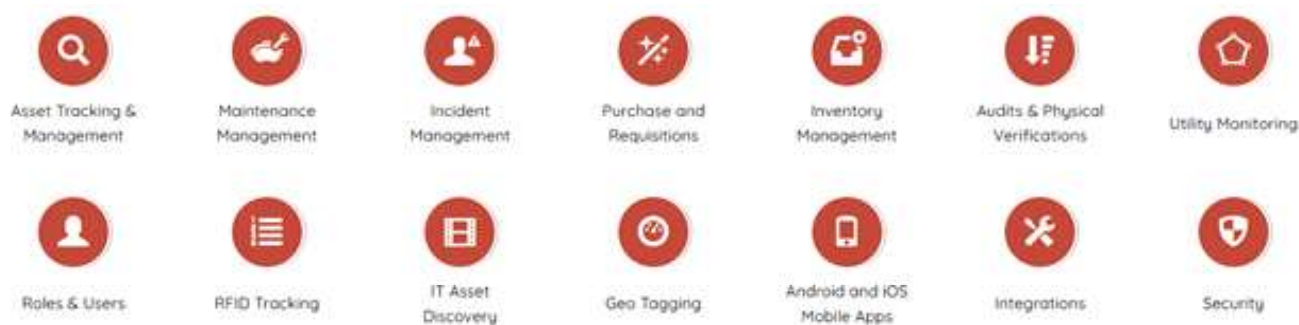 Asset Tracking &
Management
Maintenance
Management
Incident
Management
Purchase and
Requisitions
Inventory
Management
Audits & Physical
Verifications
Utility Monitoring
Roles & Users
RFID Tracking
IT Asset
Discovery
Geo Tagging
Android and iOS
Mobile Apps
Integrations
Security